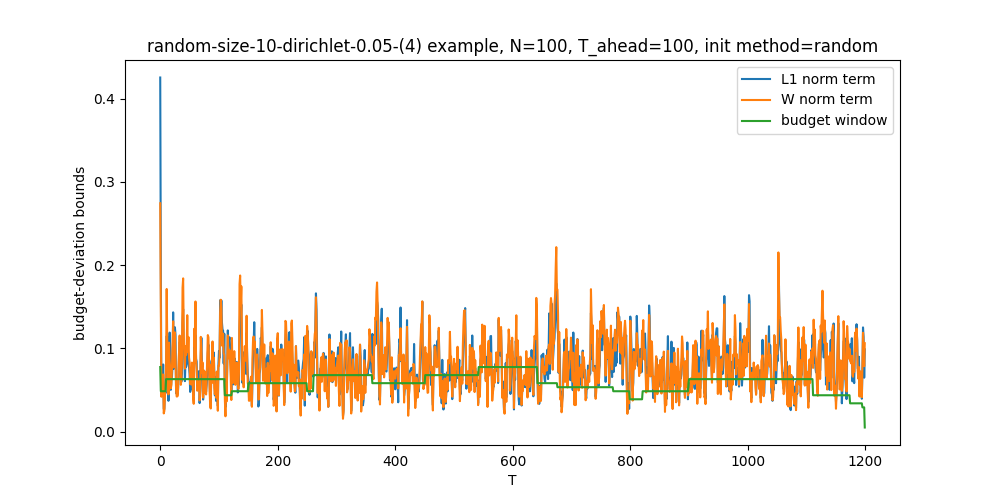 random-size-10-dirichlet-0.05-(4) example, N=100, T_ahead=100, init method=random
L1 norm term
W norm term
budget window
budget-deviation bounds
0.4
0.3
0.2
0.1
0.0
0 200 400 600 800 1000 1200
T